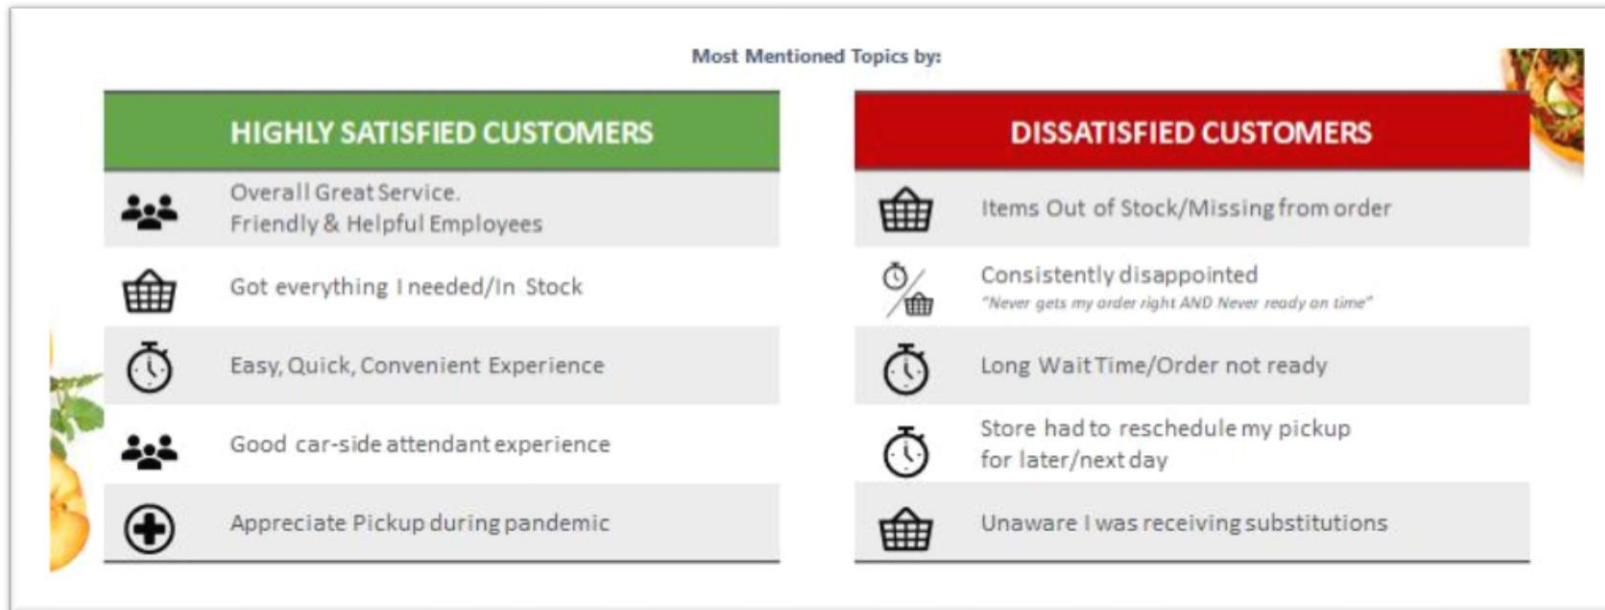 Most Mentioned Topics by:
HIGHLY SATISFIED CUSTOMERS
Overall Great Service.
Friendly & Helpful Employees
Got everything I needed/In Stock
Easy, Quick, Convenient Experience
Good car-side attendant experience
Appreciate Pickup during pandemic
DISSATISFIED CUSTOMERS
Items Out of Stock/Missing from order
Consistently disappointed
"Never gets my order right AND Never ready on time"
Long Wait Time/Order not ready
Store had to reschedule my pickup
for later/next day
Unaware I was receiving substitutions